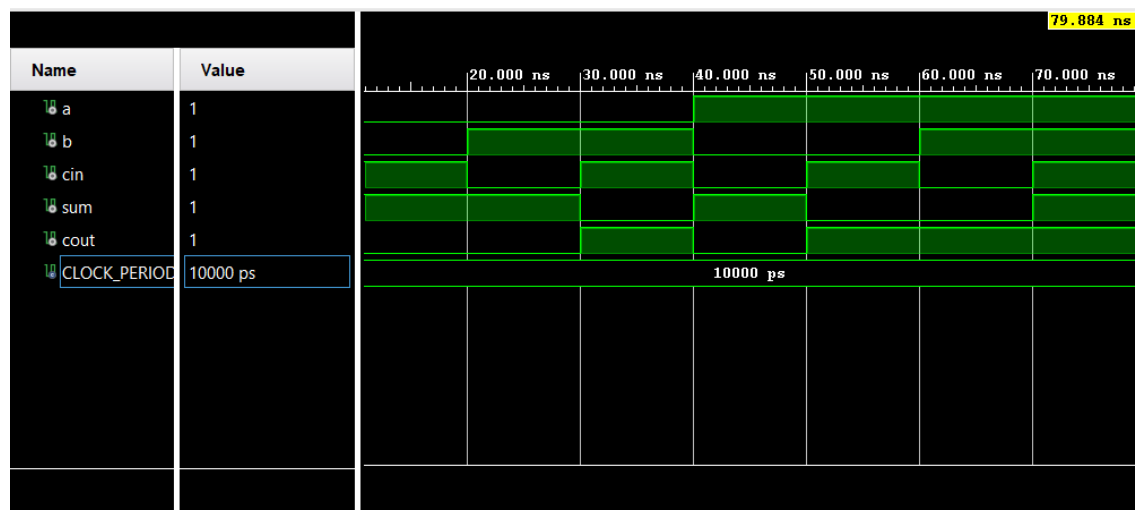 79.884 ns
Name Value
20.000 ns 30.000 ns 40.000 ns 50.000 ns 60.000 ns 70.000 ns
a 1
b 1
cin 1
sum 1
cout 1
CLOCK_PERIOD 10000 ps 10000 ps